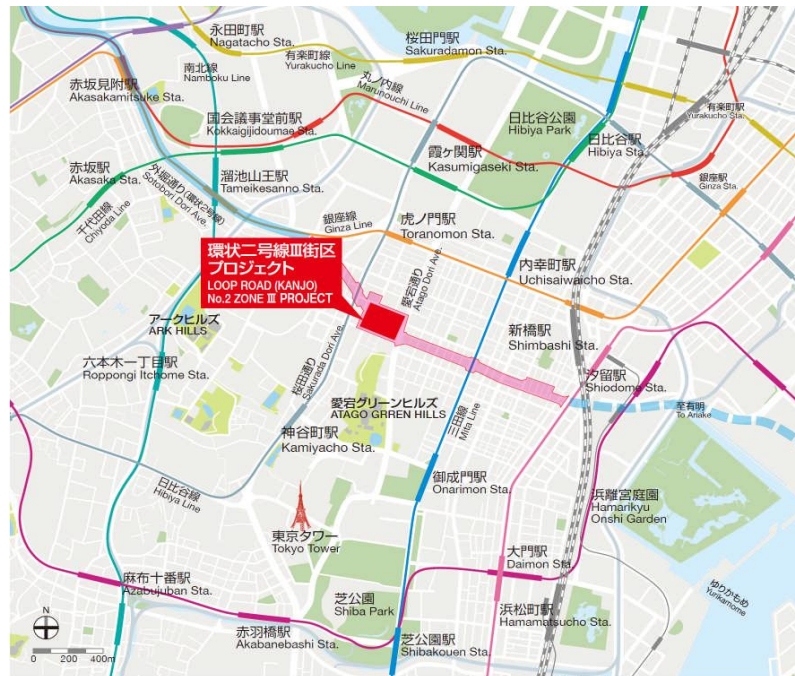 永田町駅
Nagatacho Sta.
桜田門駅
Sakuradamon Sta.
南北線
Namboku Line
有楽町線
Yurakucho Line
丸ノ内線
Marunouchi Line
赤坂見附駅
Akasakamitsuke Sta.
国会議事堂前駅
Kokkaigijidoumae Sta.
日比谷公園
Hibiya Park
有楽町駅
Yurakucho Sta.
日比谷駅
Hibiya Sta.
霞ヶ関駅
Kasumigaseki Sta.
赤坂駅
Akasaka Sta.
溜池山王駅
Tameikesanno Sta.
銀座駅
Ginza Sta.
外堀通り(環状2号線)
Sotobori Dori Ave.
千代田線
Chiyoda Line
銀座線
Ginza Line
虎ノ門駅
Toranomon Sta.
環状二号線Ⅲ街区
プロジェクト
LOOP ROAD (KANJO)
No.2 ZONE Ⅲ PROJECT
愛宕通り
Atago Dori Ave.
内幸町駅
Uchisaiwaicho Sta.
アークヒルズ
ARK HILLS
新橋駅
Shimbashi Sta.
六本木一丁目駅
Roppongi Itchome Sta.
桜田通り
Sakurada Dori Ave.
汐留駅
Shiodome Sta.
愛宕グリーンヒルズ
ATAGO GRREN HILLS
三田線
Mita Line
至有明
To Ariake
神谷町駅
Kamiyacho Sta.
日比谷線
Hibiya Line
御成門駅
Onarimon Sta.
浜離宮庭園
Hamarikyu
Onshi Garden
東京タワー
Tokyo Tower
大門駅
Daimon Sta.
麻布十番駅
Azabujuban Sta.
芝公園
Shiba Park
ゆりかもめ
Yurikamome
浜松町駅
Hamamatsucho Sta.
赤羽橋駅
Akabanebashi Sta.
芝公園駅
Shibakouen Sta.
N
0 200 400m